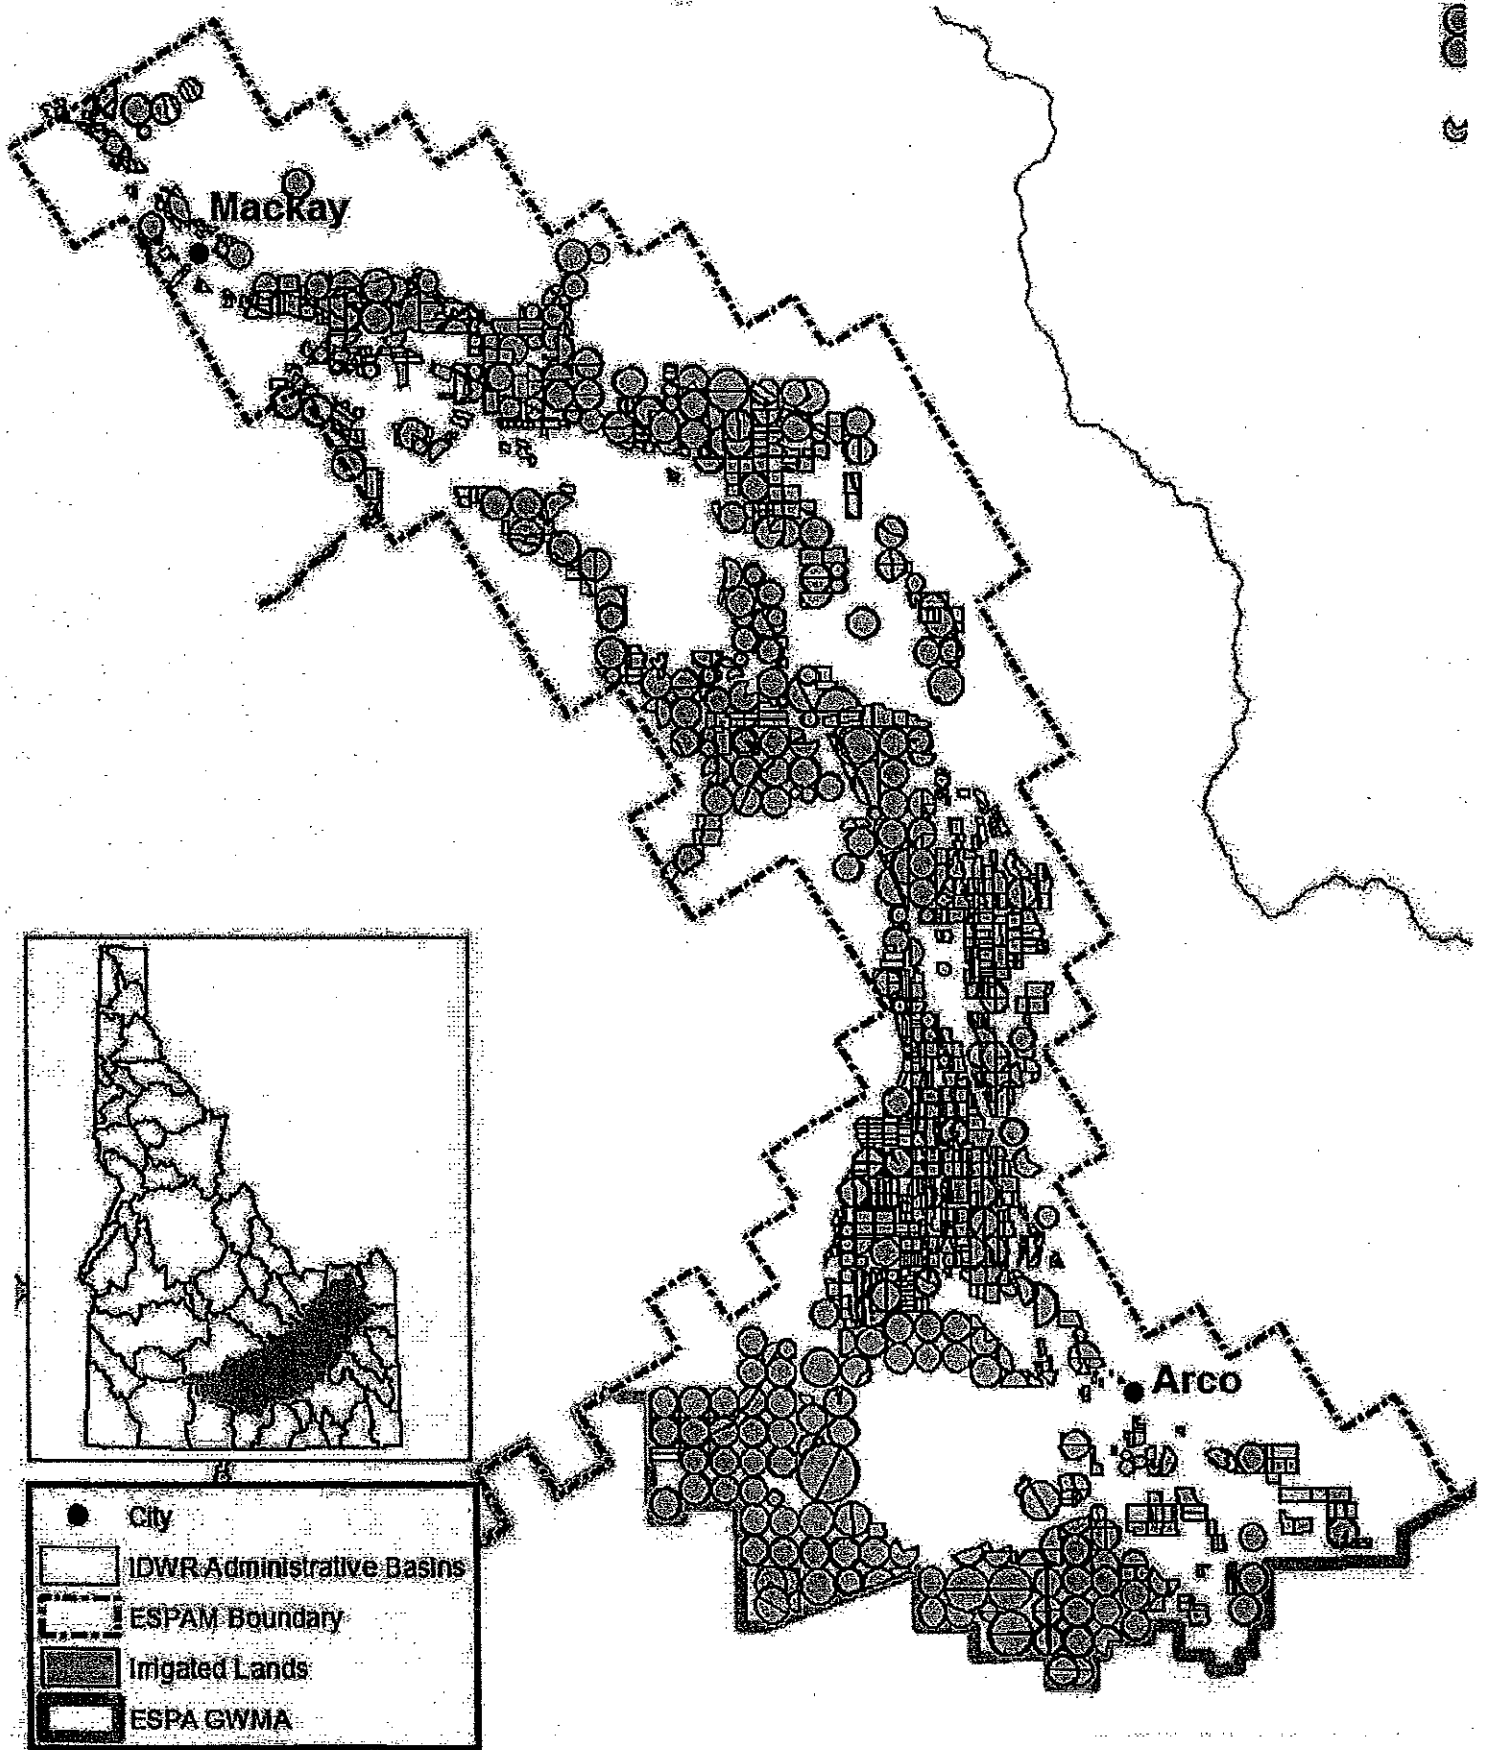 Mackay
Arco
City
IDWR Administrative Basins
ESPAM Boundary
Irrigated Lands
ESPA GWMA